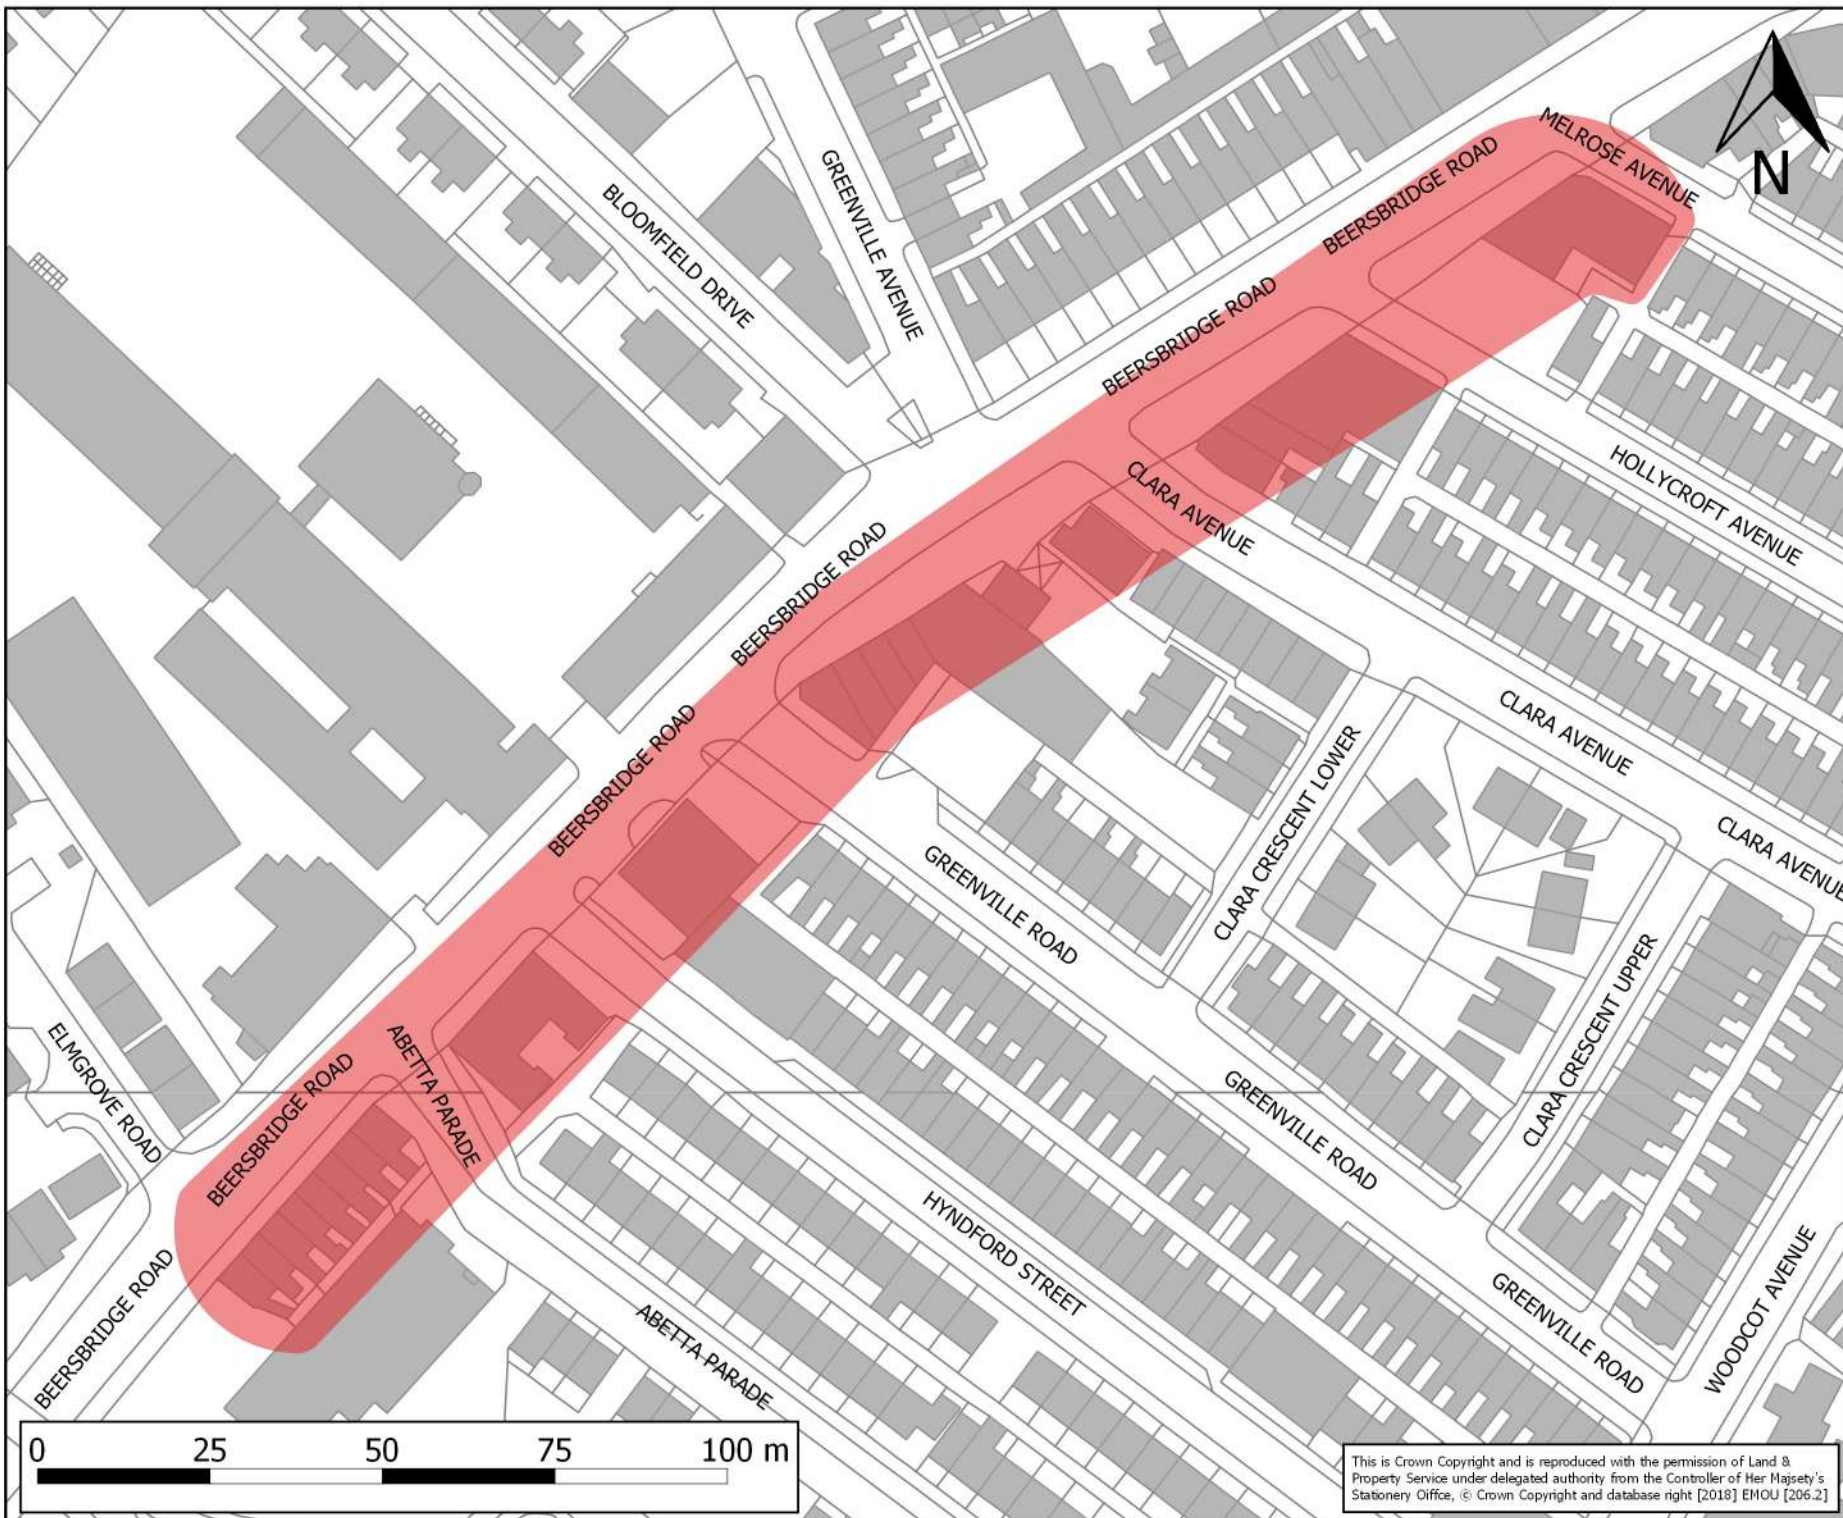 MELROSE AVENUE
N
BEERSBRIDGE ROAD
GREENVILLE AVENUE
BLOOMFIELD DRIVE
BEERSBRIDGE ROAD
CLARA AVENUE
HOLLYCROFT AVENUE
BEERSBRIDGE ROAD
BEERSBRIDGE ROAD
CLARA AVENUE
CLARA CRESCENT LOWER
CLARA AVENUE
GREENVILLE ROAD
CLARA CRESCENT UPPER
ELMGROVE ROAD
BEERSBRIDGE ROAD
ABETTA PARADE
GREENVILLE ROAD
HYNDFORD STREET
BEERSBRIDGE ROAD
ABETTA PARADE
GREENVILLE ROAD
WOODCOT AVENUE
0 25 50 75 100 m
This is Crown Copyright and is reproduced with the permission of Land &
Property Service under delegated authority from the Controller of Her Majsety's
Stationery Oiffce, © Crown Copyright and database right [2018] EMOU [206.2]